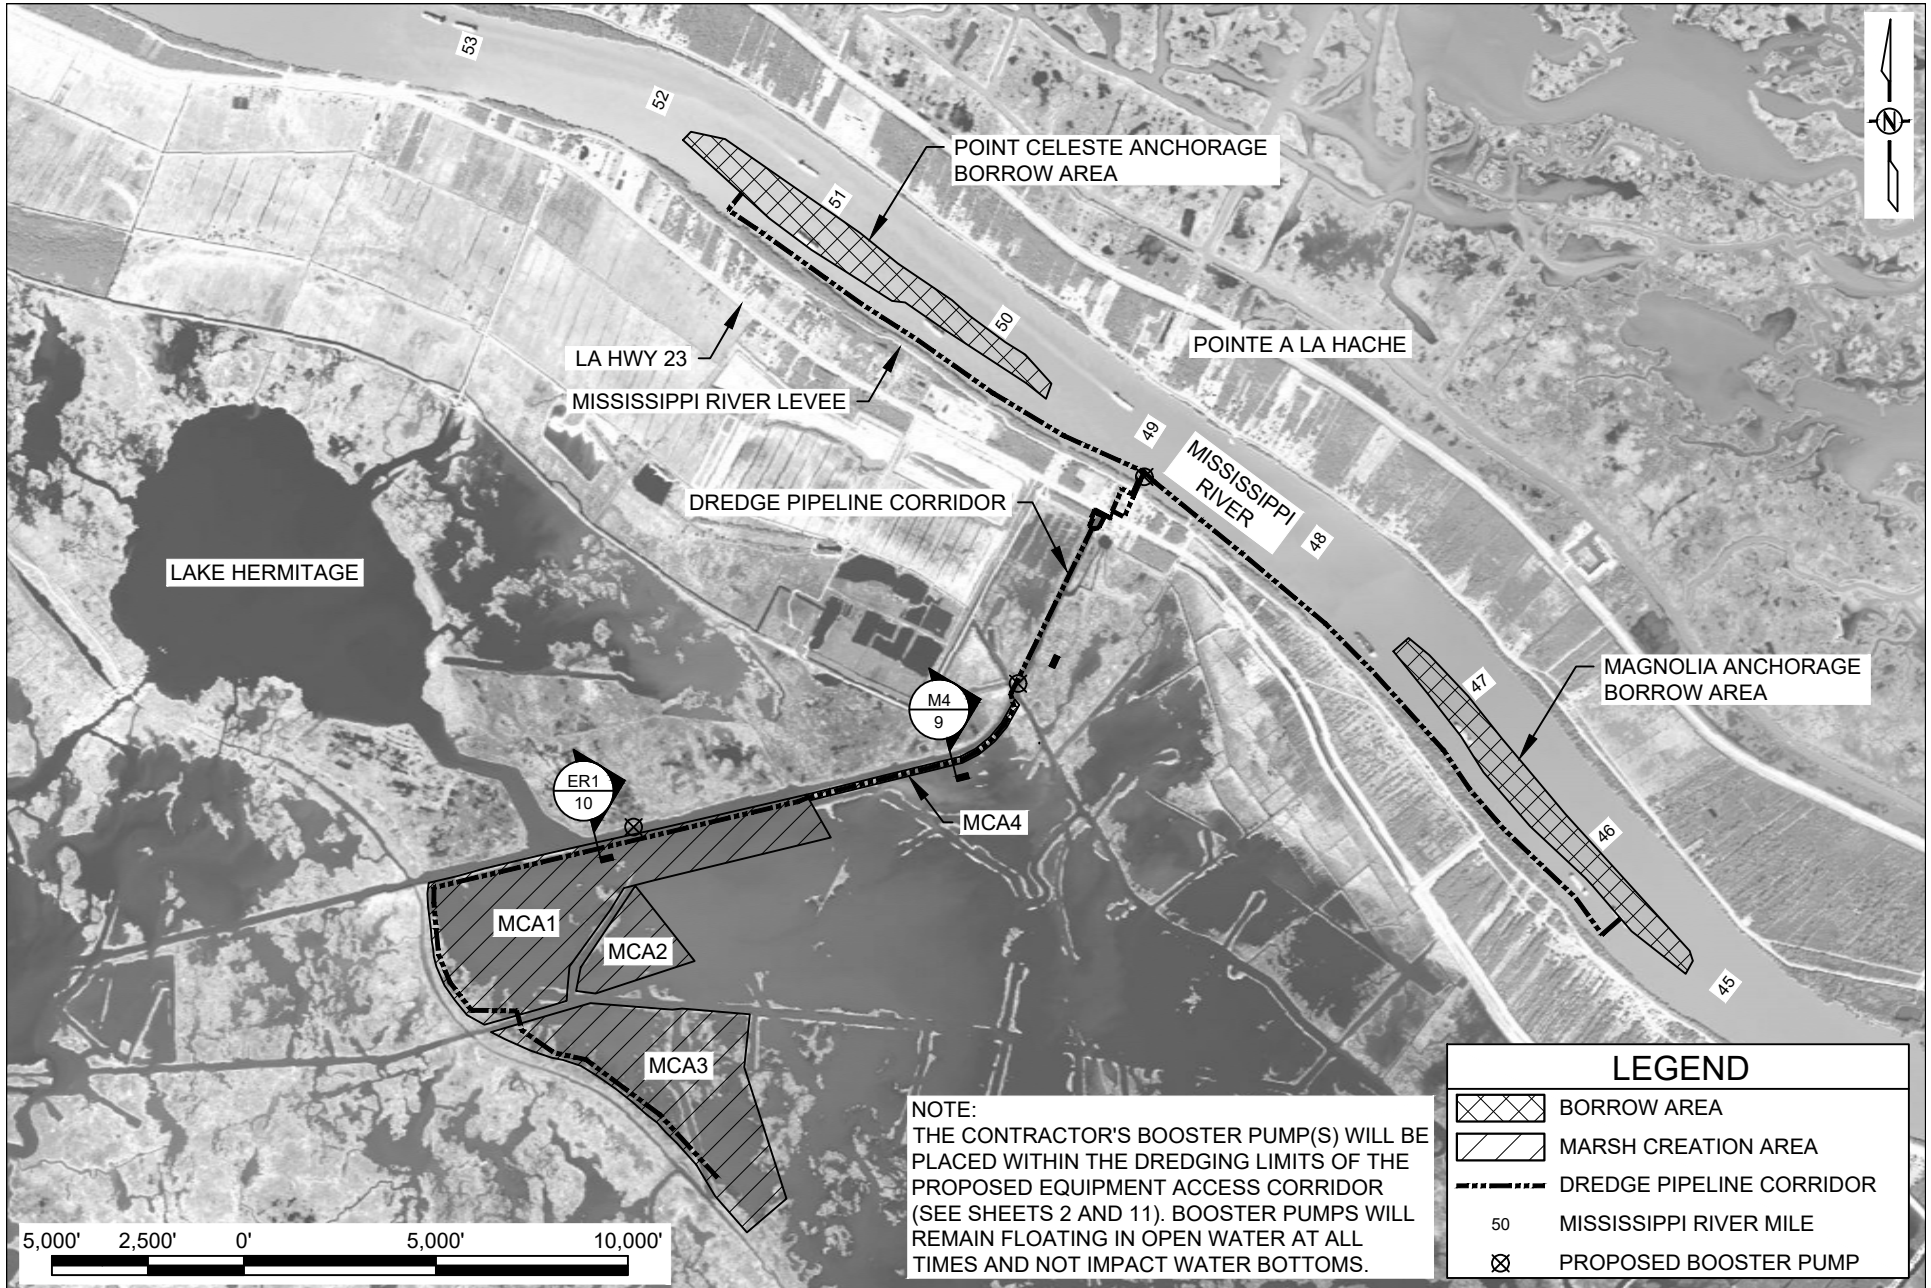 53
52
N
POINT CELESTE ANCHORAGE
BORROW AREA
51
50
LA HWY 23
POINTE A LA HACHE
MISSISSIPPI RIVER LEVEE
49
MISSISSIPPI
RIVER
DREDGE PIPELINE CORRIDOR
48
LAKE HERMITAGE
47
MAGNOLIA ANCHORAGE
BORROW AREA
M4
9
ER1
10
MCA4
46
MCA1
MCA2
45
MCA3
NOTE:
THE CONTRACTOR'S BOOSTER PUMP(S) WILL BE
PLACED WITHIN THE DREDGING LIMITS OF THE
PROPOSED EQUIPMENT ACCESS CORRIDOR
(SEE SHEETS 2 AND 11). BOOSTER PUMPS WILL
REMAIN FLOATING IN OPEN WATER AT ALL
TIMES AND NOT IMPACT WATER BOTTOMS.
LEGEND
BORROW AREA
MARSH CREATION AREA
DREDGE PIPELINE CORRIDOR
50 MISSISSIPPI RIVER MILE
PROPOSED BOOSTER PUMP
5,000' 2,500' 0' 5,000' 10,000'